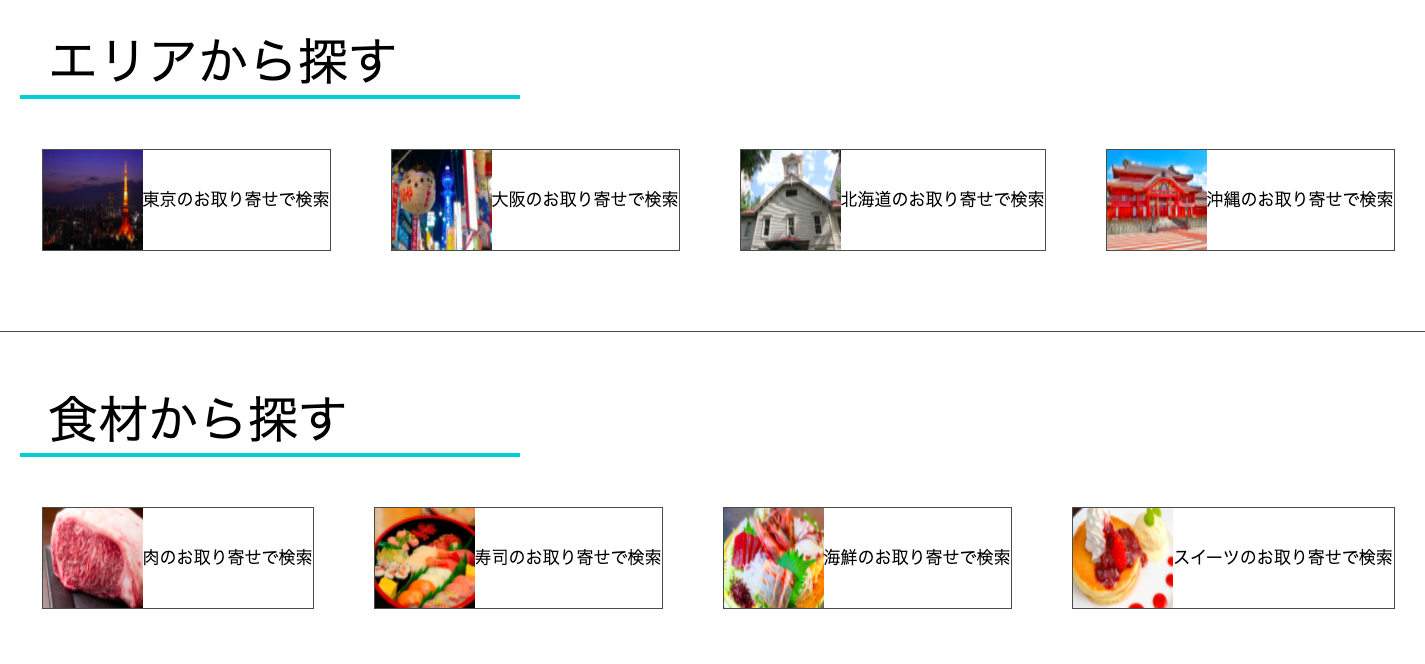 エリアから探す
東京のお取り寄せで検索
大阪のお取り寄せで検索
北海道のお取り寄せで検索
沖縄のお取り寄せで検索
食材から探す
肉のお取り寄せで検索
寿司のお取り寄せで検索
海鮮のお取り寄せで検索
スイーツのお取り寄せで検索